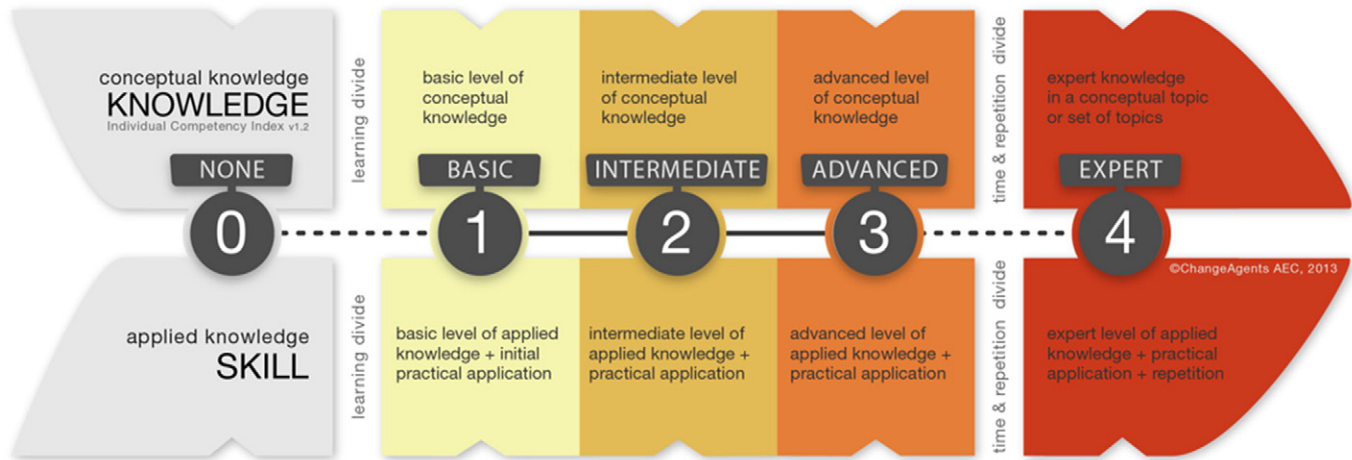 conceptual knowledge
KNOWLEDGE
Individual Competency Index v1.2
learning divide
basic level of
conceptual
knowledge
intermediate level
of conceptual
knowledge
advanced level
of conceptual
knowledge
time & repetition divide
expert knowledge
in a conceptual topic
or set of topics
NONE
BASIC
INTERMEDIATE
ADVANCED
EXPERT
0
1
2
3
4
©ChangeAgents AEC, 2013
applied knowledge
SKILL
learning divide
basic level of applied
knowledge + initial
practical application
intermediate level of
applied knowledge +
practical application
advanced level of
applied knowledge +
practical application
time & repetition divide
expert level of applied
knowledge + practical
application + repetition